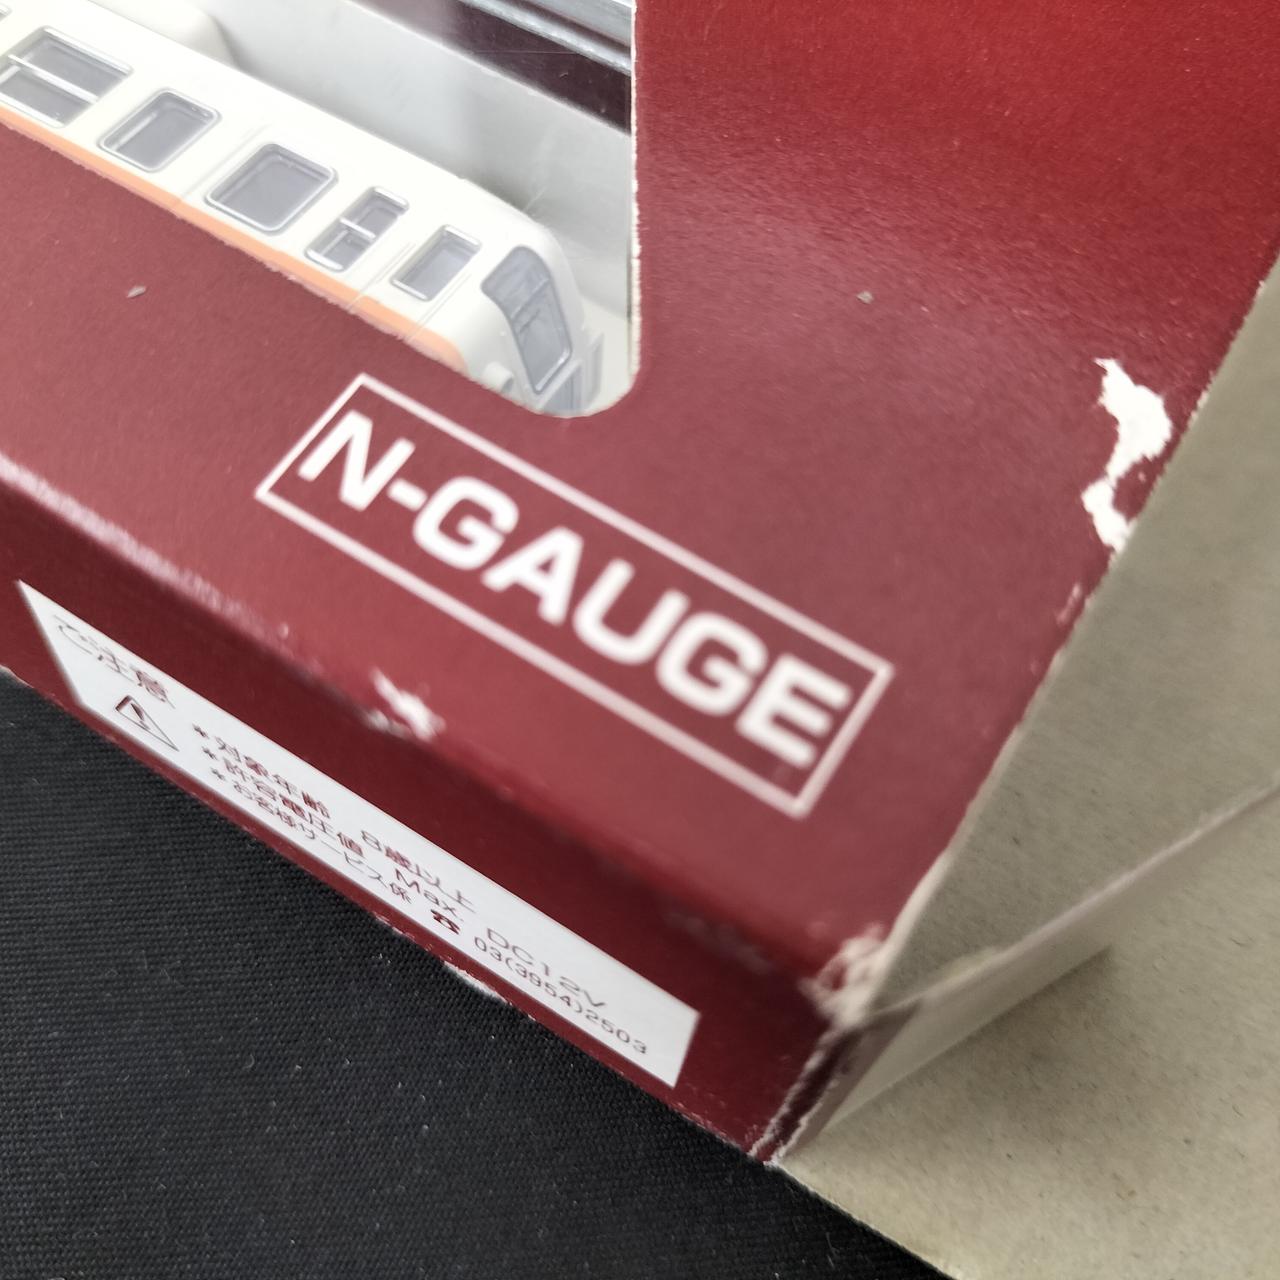 N-GAUGE
ご注意
*対象年齢 8歳以上
*許容電圧値 Max. DC12V
*お客様サービス係 ☎ 03(3954)2503